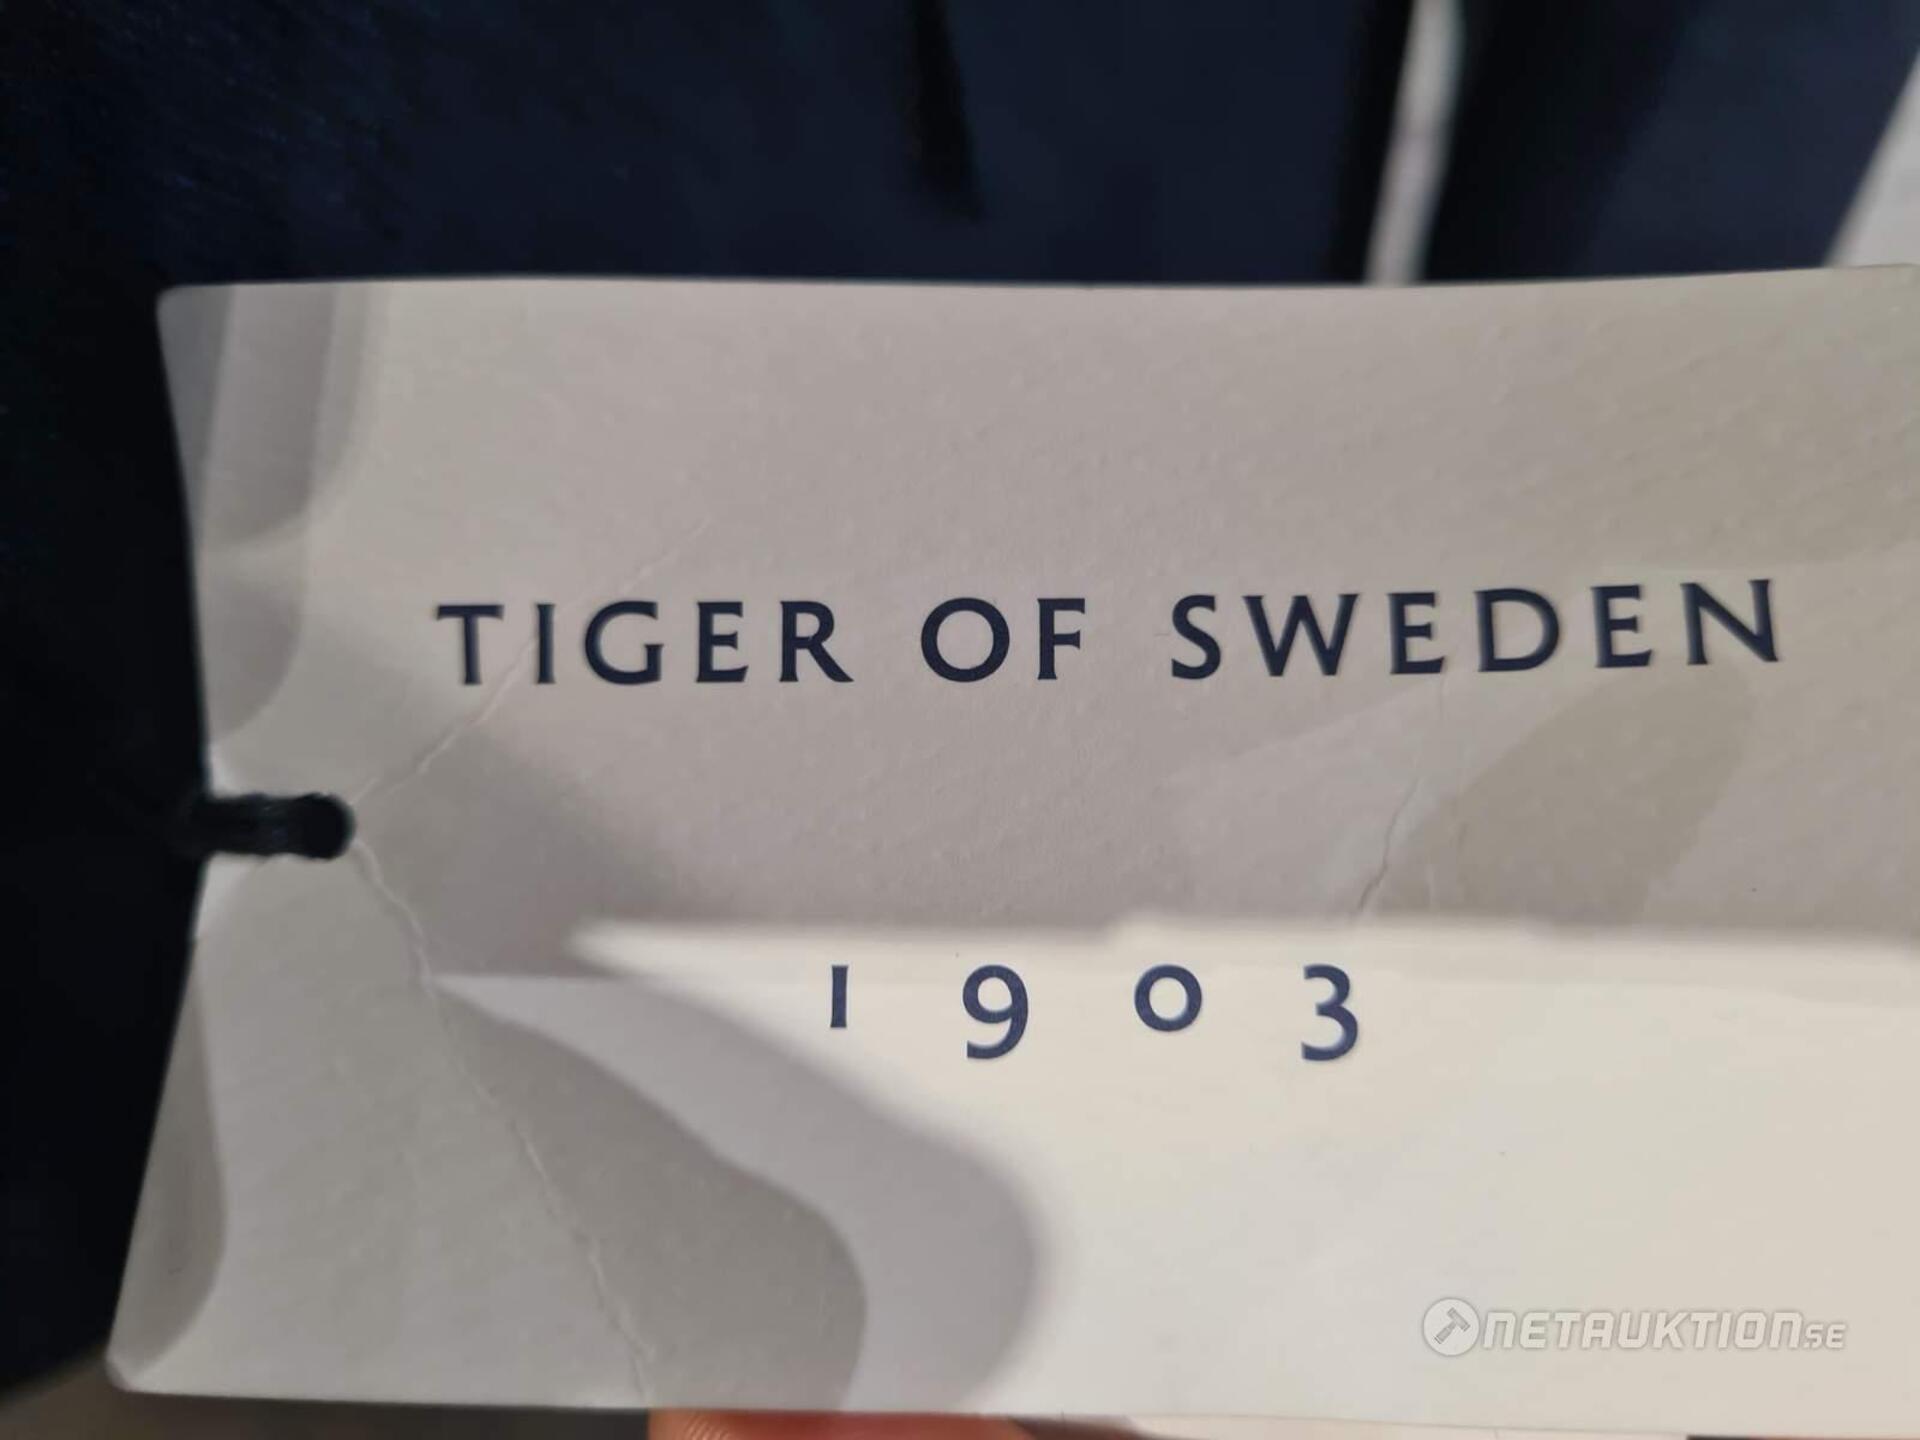 TIGER OF SWEDEN
1903
NETAUKTION.SE